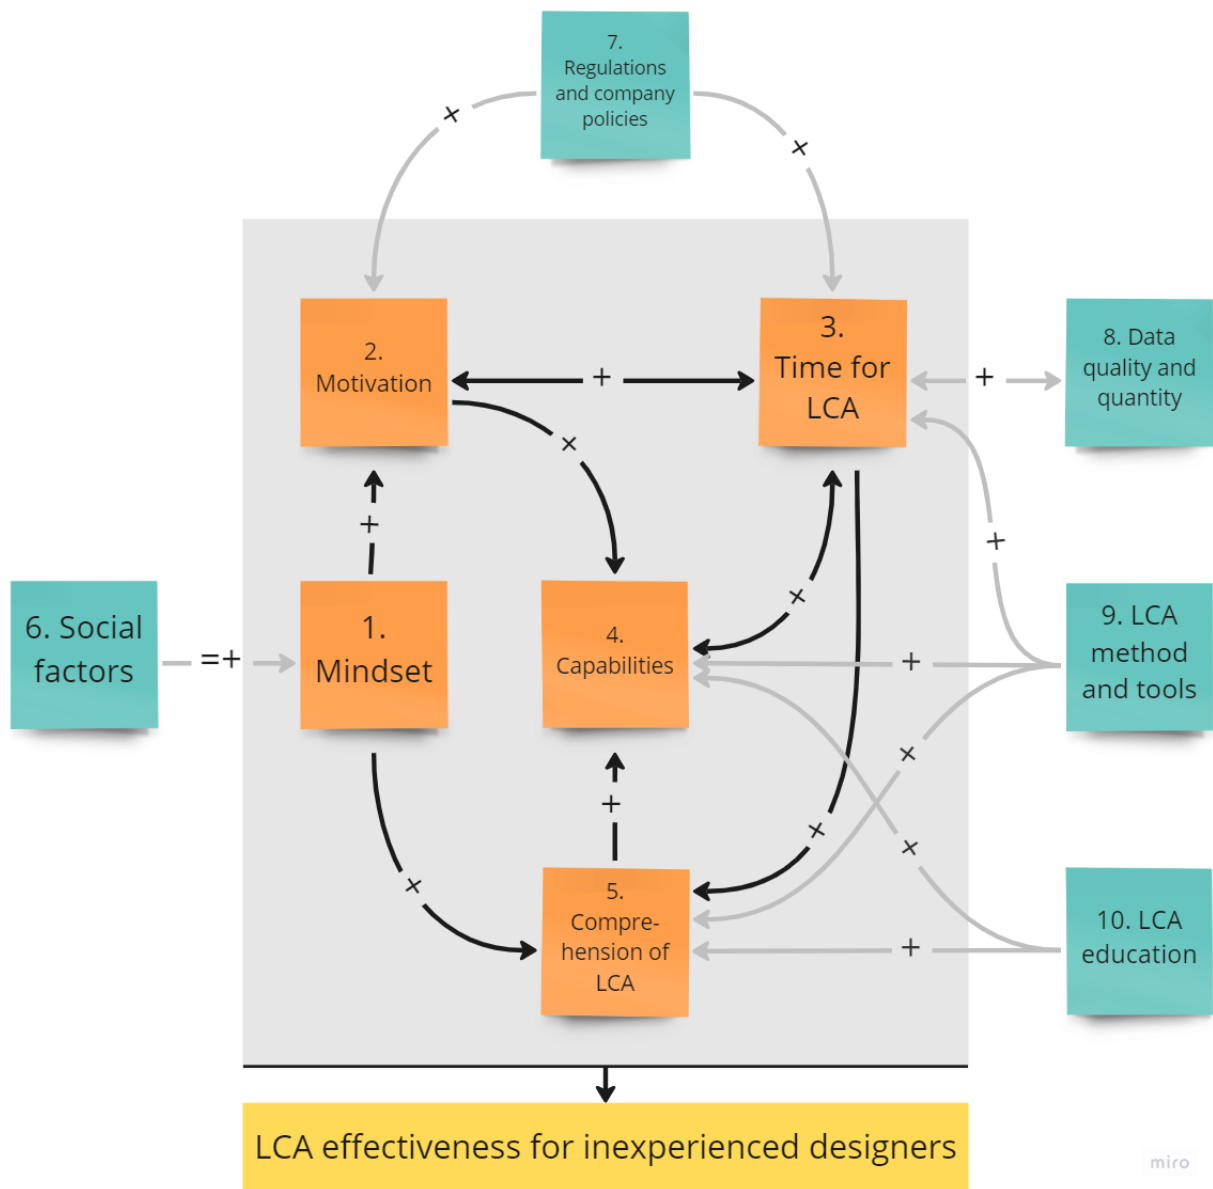 7.
Regulations
and company
policies
+
+
2.
Motivation
+
3.
Time for
LCA
+
8. Data
quality and
quantity
+
+
+
6. Social
factors
=+
1.
Mindset
+
4.
Capabilities
+
9. LCA
method
and tools
+
+
+
+
+
5.
Compre-
hension of
LCA
+
10. LCA
education
LCA effectiveness for inexperienced designers
miro